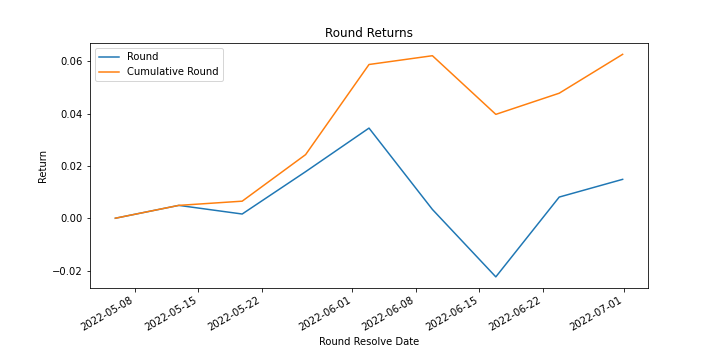 Round Returns
Round
Cumulative Round
0.06
0.04
0.02
0.00
−0.02
Return
2022-05-08
2022-05-15
2022-05-22
2022-06-01
2022-06-08
2022-06-15
2022-06-22
2022-07-01
Round Resolve Date